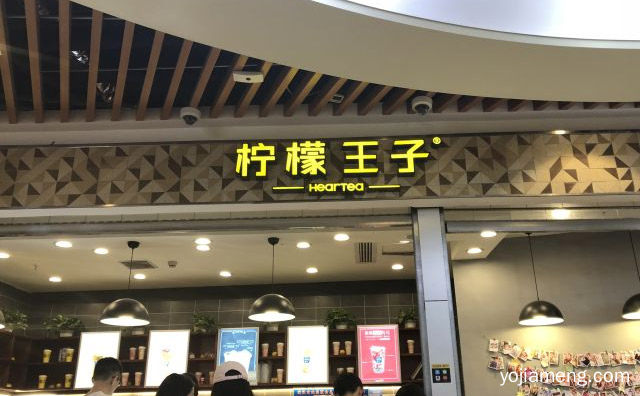 柠檬王子®
Heartea
yojiameng.com